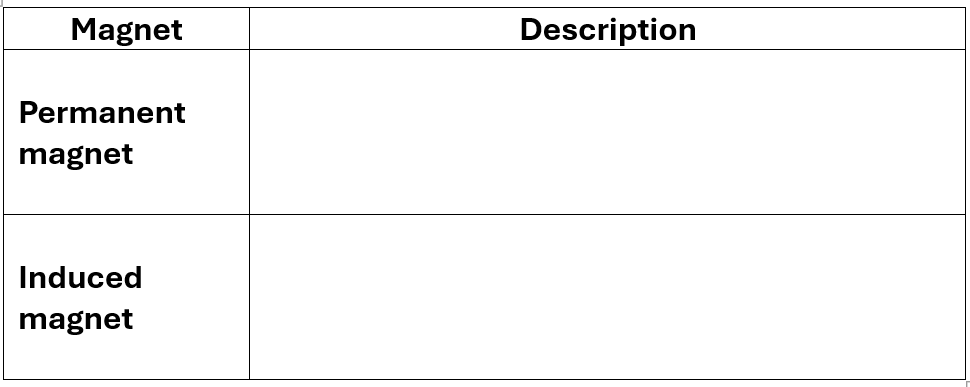 Magnet Description
Permanent
magnet
Induced
magnet